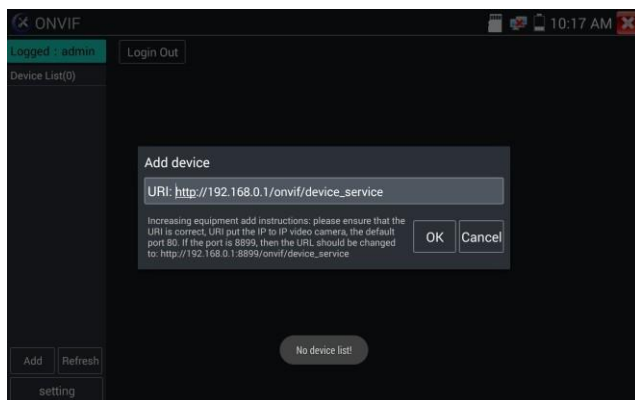 ONVIF
10:17 AM
Logged : admin
Login Out
Device List(0)
Add device
URI: http://192.168.0.1/onvif/device_service
Increasing equipment add instructions: please ensure that the
URI is correct, URI put the IP to IP video camera, the default
port 80. If the port is 8899, then the URL should be changed
to: http://192.168.0.1:8899/onvif/device_service
OK
Cancel
No device list!
Add
Refresh
setting